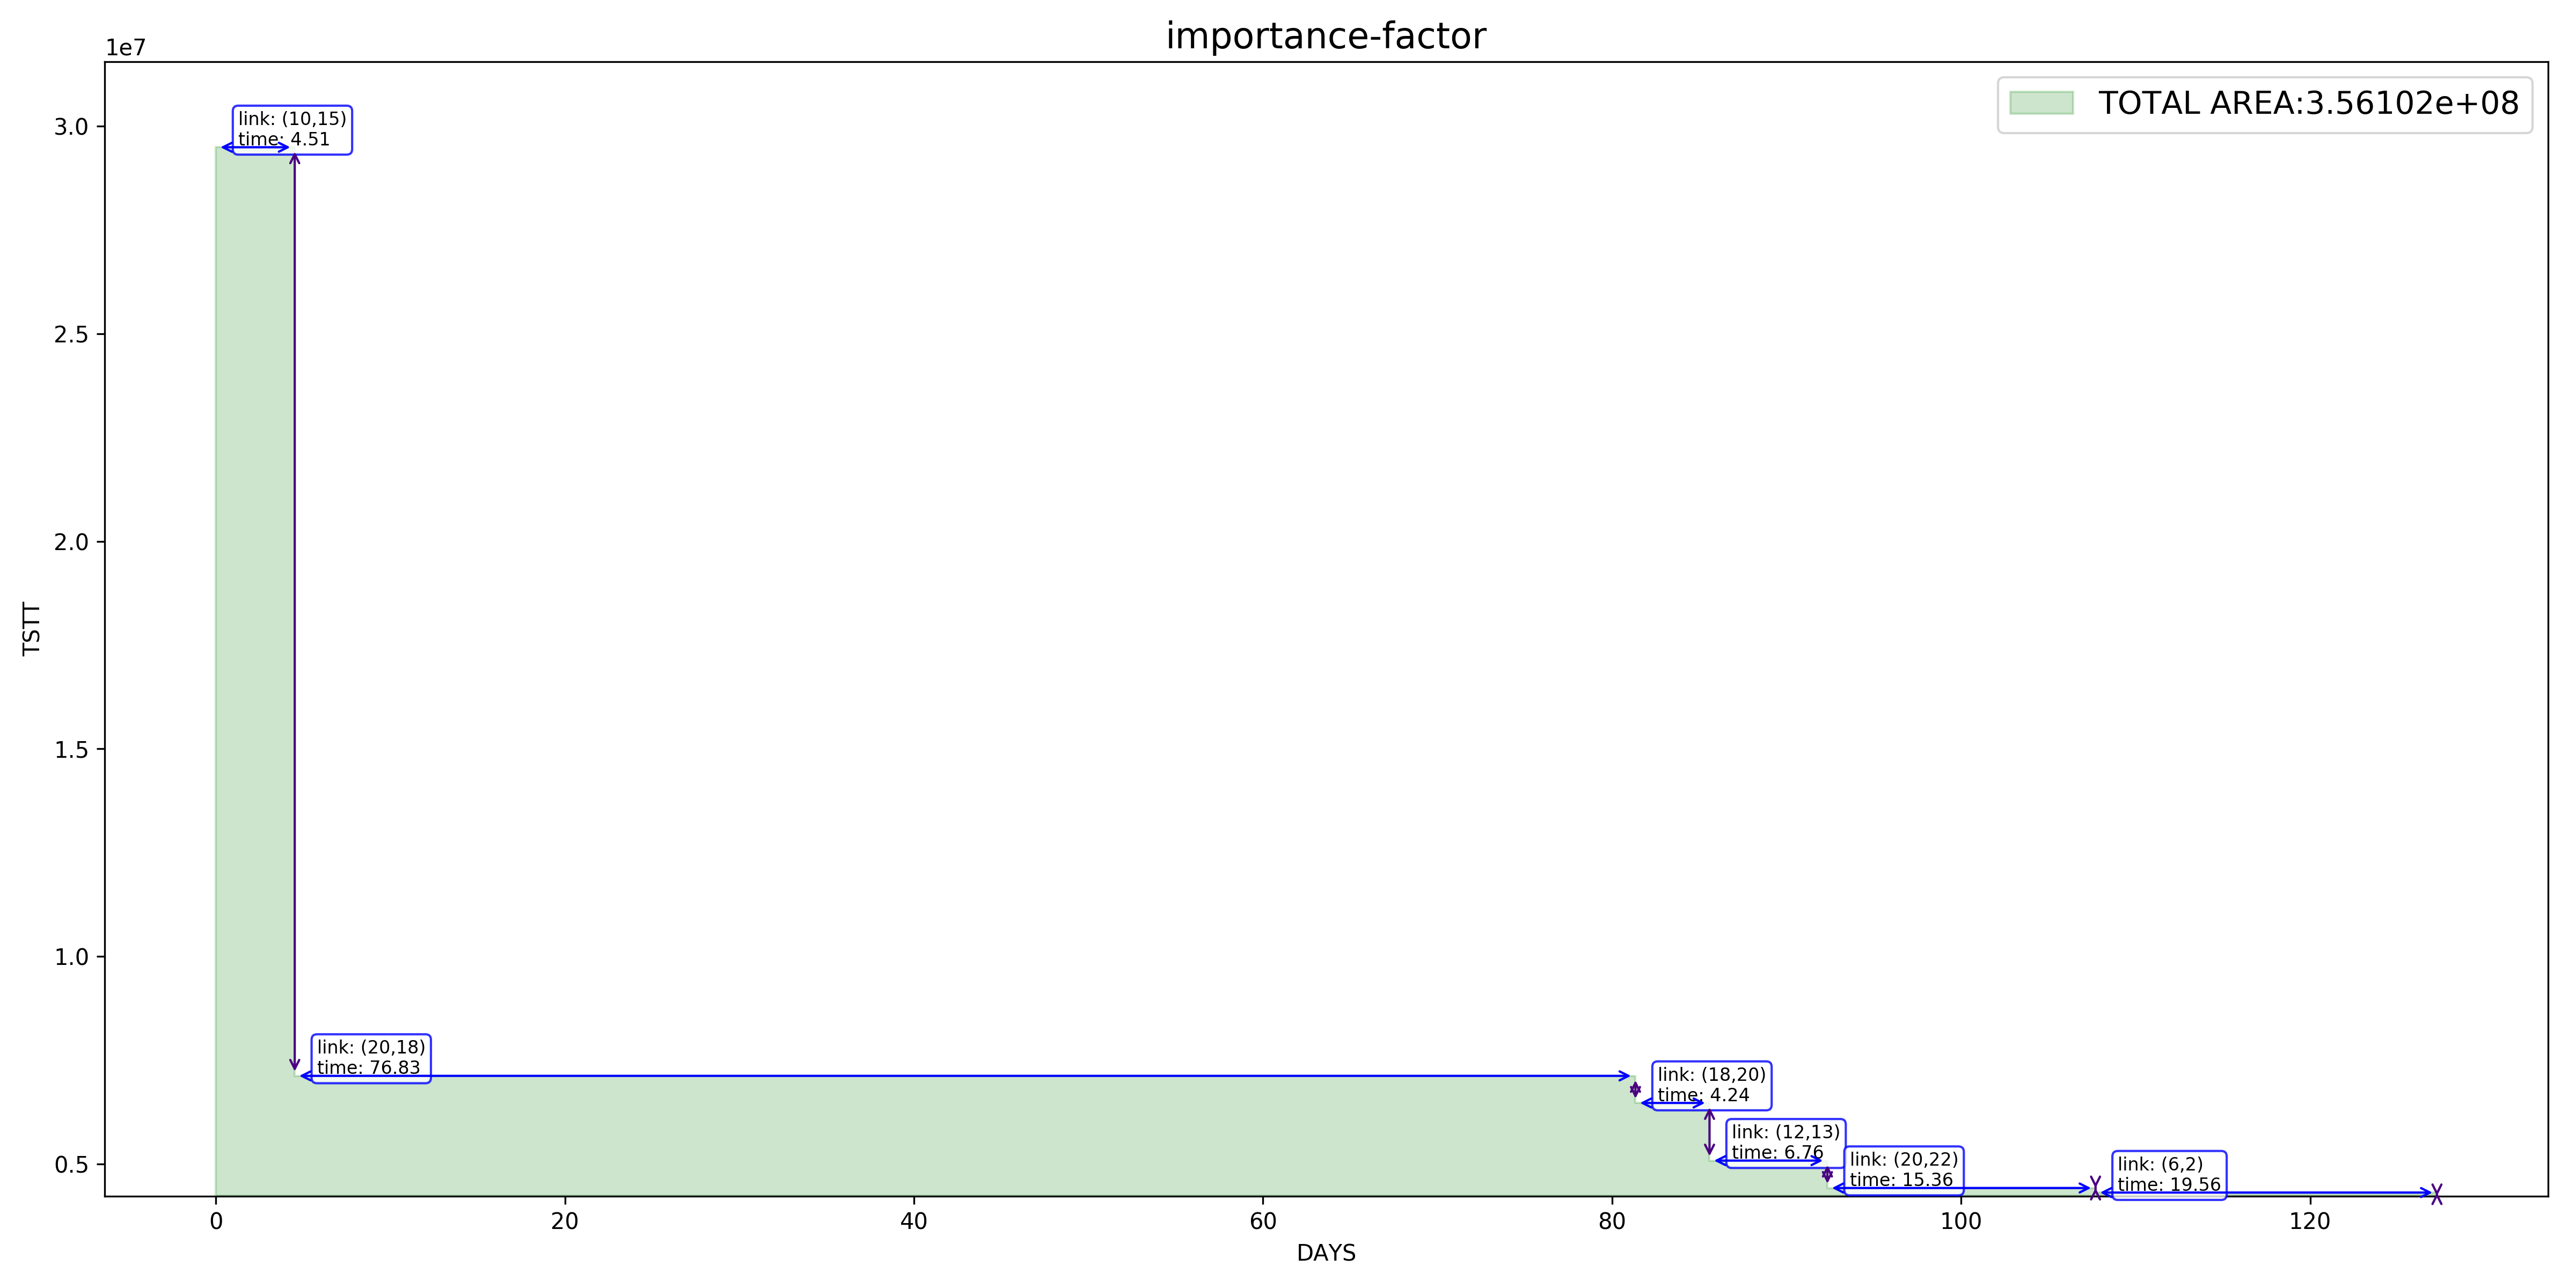 importance-factor
1e7
TOTAL AREA:3.56102e+08
3.0
2.5
2.0
1.5
1.0
0.5
TSTT
link: (10,15)
time: 4.51
link: (20,18)
time: 76.83
link: (18,20)
time: 4.24
link: (12,13)
time: 6.76
link: (20,22)
time: 15.36
link: (6,2)
time: 19.56
0
20
40
60
80
100
120
DAYS